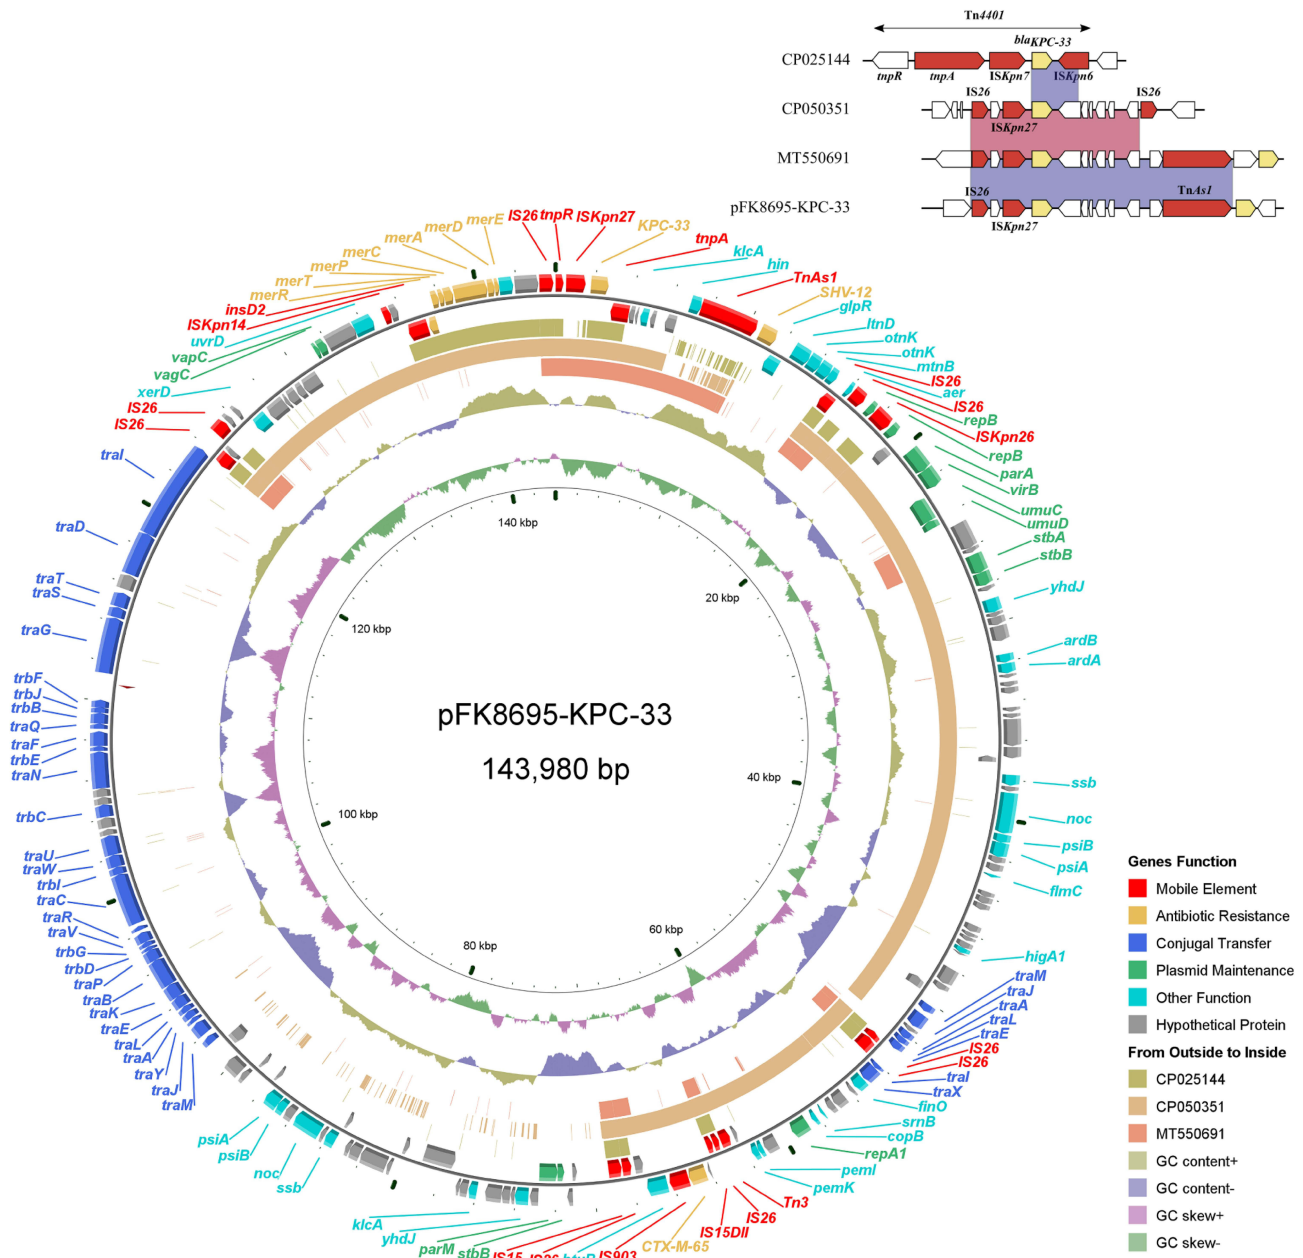 Tn4401
blaKPC-33
CP025144
tnpR tnpA ISKpn7 ISKpn6
IS26 IS26
CP050351
ISKpn27
MT550691
IS26 TnAs1
pFK8695-KPC-33
ISKpn27
merE IS26 tnpR ISKpn27 KPC-33
merD
merA
merC
merP
merT
merR
insD2
ISKpn14
uvrD
vapC
vagC
xerD
IS26
IS26
tnpA
klcA
hin
TnAs1
SHV-12
glpR
ltnD
otnK
otnK
mtnB
IS26
aer
IS26
repB
ISKpn26
repB
parA
virB
umuC
umuD
stbA
stbB
yhdJ
ardB
ardA
ssb
noc
psiB
psiA
flmC
higA1
traM
traJ
traA
traL
traE
IS26
IS26
traI
traX
finO
srnB
copB
repA1
pemI
pemK
Tn3
IS26
IS15DII
CTX-M-65
IS903
IS26
IS15
stbB
parM
yhdJ
klcA
ssb
noc
psiB
psiA
traM
traJ
traY
traA
traL
traE
traK
traB
traP
trbD
trbG
traV
traR
traC
trbI
traW
traU
trbC
traN
trbE
traF
traQ
trbB
trbJ
trbF
traG
traS
traT
traD
traI
140 kbp
20 kbp
40 kbp
60 kbp
80 kbp
100 kbp
120 kbp
pFK8695-KPC-33
143,980 bp
Genes Function
Mobile Element
Antibiotic Resistance
Conjugal Transfer
Plasmid Maintenance
Other Function
Hypothetical Protein
From Outside to Inside
CP025144
CP050351
MT550691
GC content+
GC content-
GC skew+
GC skew-